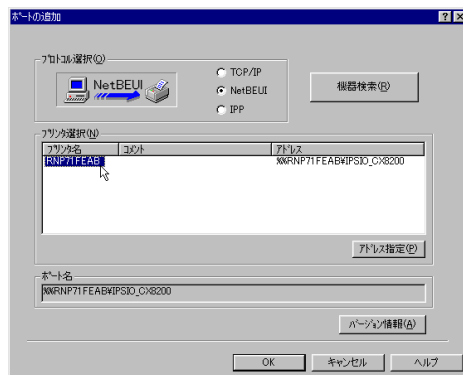 ポートの追加
プロトコル選択(O)
NetBEUI
TCP/IP
NetBEUI
IPP
機器検索(R)
プリンタ選択(N)
プリンタ名 コメント アドレス
RNP71FEAB %%RNP71FEAB¥IPSIO_CX8200
アドレス指定(P)
ポート名
%%RNP71FEAB¥IPSIO_CX8200
バージョン情報(A)
OK キャンセル ヘルプ